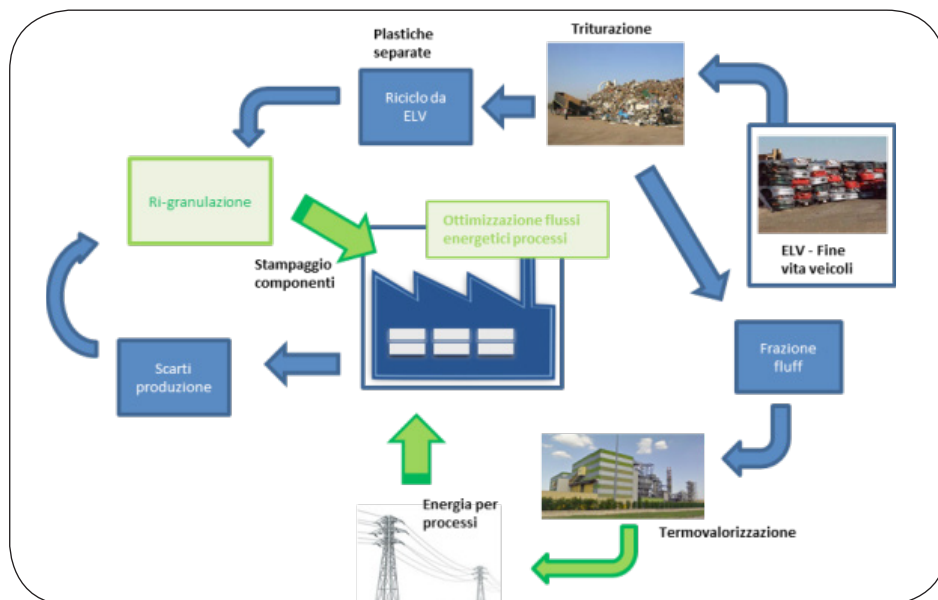 Triturazione
Plastiche
separate
Riciclo da
ELV
Ri-granulazione
Ottimizzazione flussi
energetici processi
ELV - Fine
vita veicoli
Stampaggio
componenti
Frazione
fluff
Scarti
produzione
Energia per
processi
Termovalorizzazione